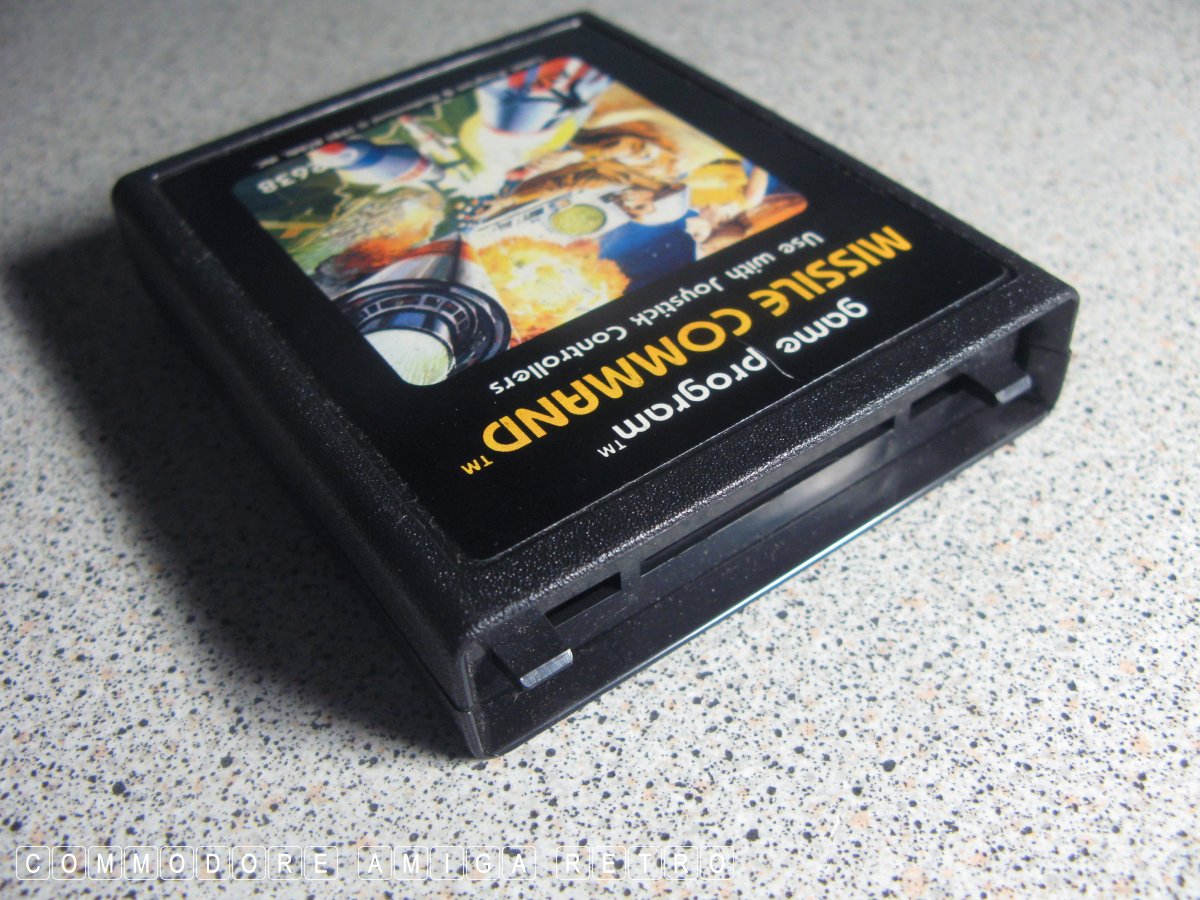 game program™
MISSILE COMMAND™
Use with Joystick Controllers
COMMODORE AMIGA RETRO